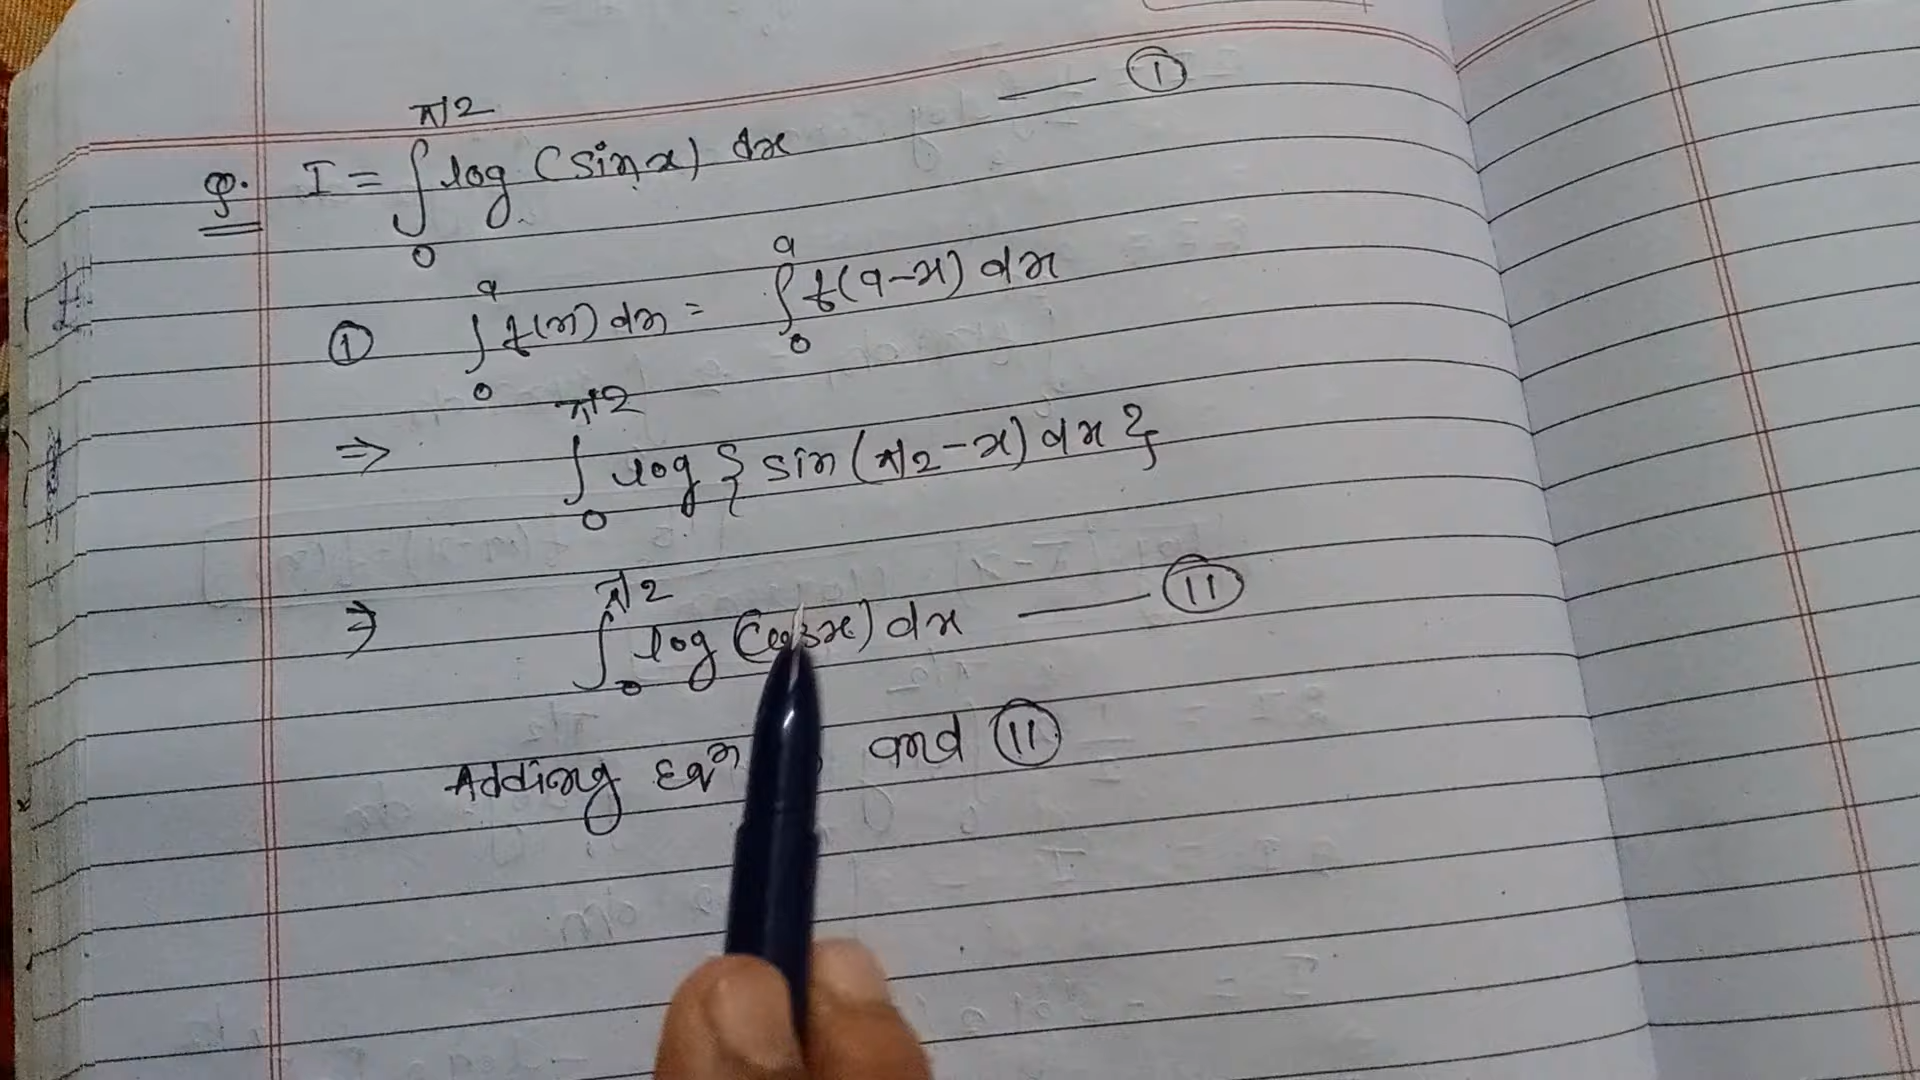 Q. I = ∫₀^π/2 log (sin x) dx —— Ⓘ
① ∫₀^a f(x) dx = ∫₀^a f(a-x) dx
⇒ ∫₀^π/2 log { sin (π/2 - x) dx }
⇒ ∫₀^π/2 log (cos x) dx —— (II)
Adding Eqⁿ and (II)